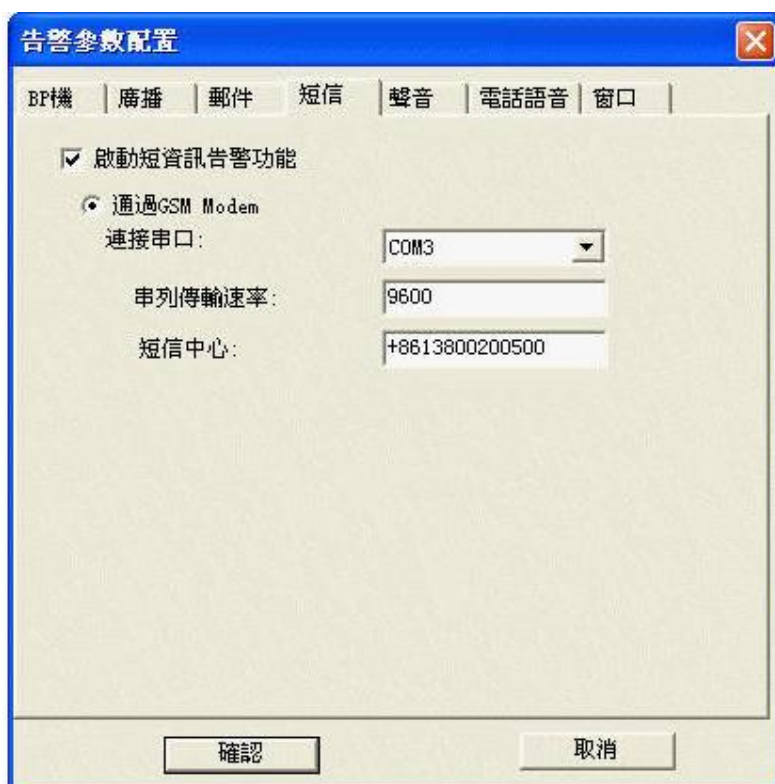 告警參數配置
BP機 廣播 郵件 短信 聲音 電話語音 窗口
啟動短資訊告警功能
通過GSM Modem
連接串口: COM3
串列傳輸速率: 9600
短信中心: +8613800200500
確認 取消